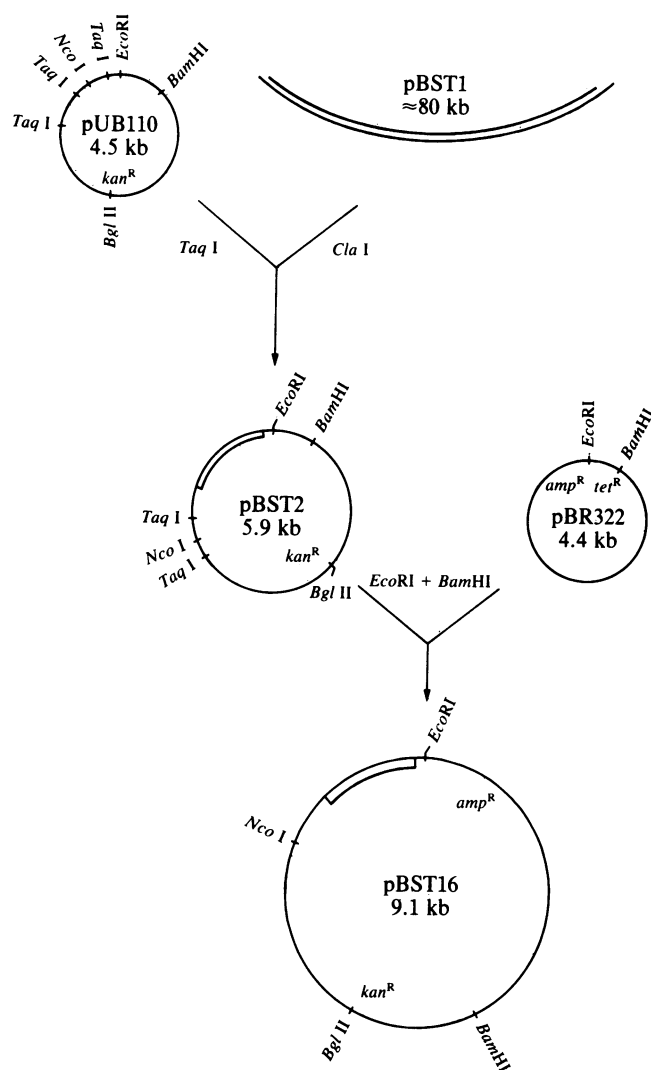 Taq I
Nco I
Taq I
EcoRI
BamHI
Taq I
pUB110
4.5 kb
kanR
Bgl II
pBST1
≈80 kb
Taq I
Cla I
EcoRI
BamHI
Taq I
Nco I
Taq I
pBST2
5.9 kb
kanR
Bgl II
EcoRI
BamHI
ampR tetR
pBR322
4.4 kb
EcoRI + BamHI
EcoRI
ampR
Nco I
pBST16
9.1 kb
kanR
Bgl II
BamHI